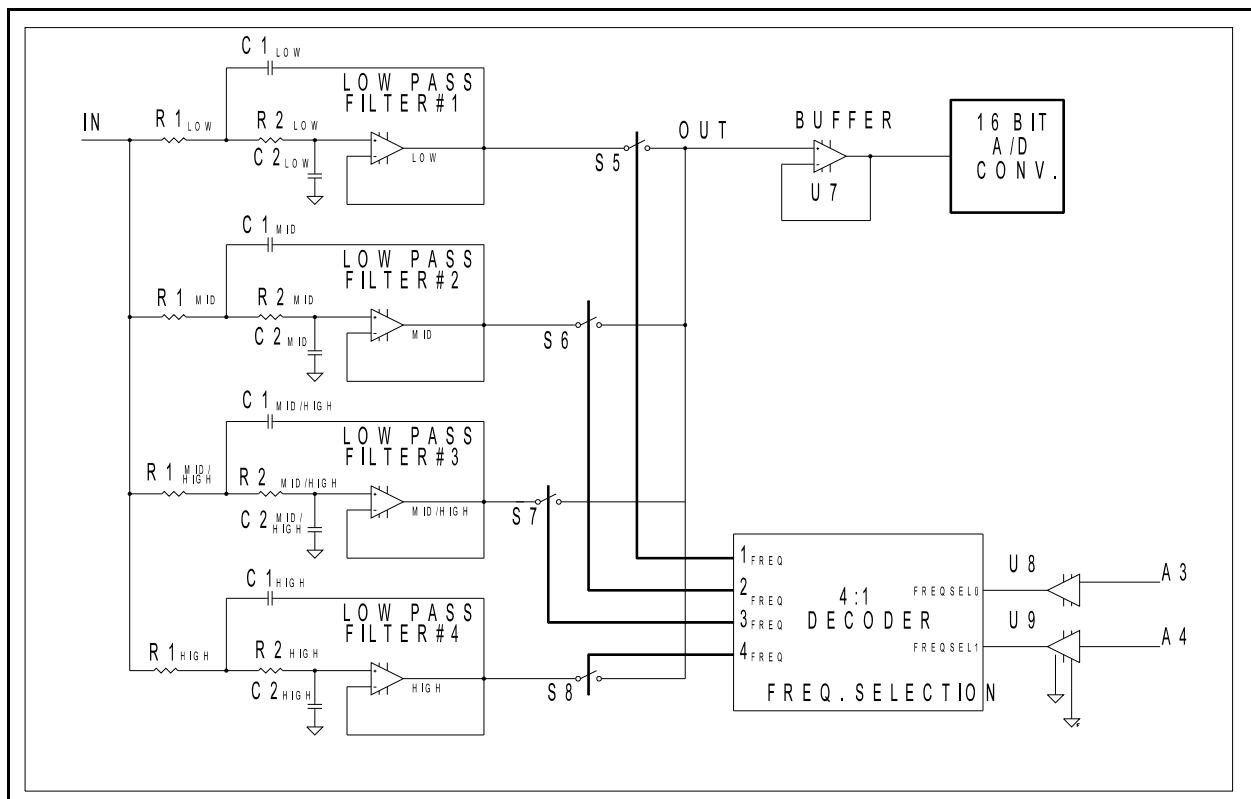 C1LOW
LOW PASS
FILTER#1
IN
R1LOW
R2LOW
C2LOW
LOW
S5
OUT
BUFFER
U7
16 BIT
A/D
CONV.
C1MID
LOW PASS
FILTER#2
R1MID
R2MID
C2MID
MID
S6
C1MID/HIGH
LOW PASS
FILTER#3
R1MID/HIGH
R2MID/HIGH
C2MID/HIGH
MID/HIGH
S7
C1HIGH
LOW PASS
FILTER#4
R1HIGH
R2HIGH
C2HIGH
HIGH
S8
1FREQ
2FREQ
3FREQ
4FREQ
4:1
DECODER
FREQSEL0
FREQSEL1
FREQ.SELECTION
U8
A3
U9
A4